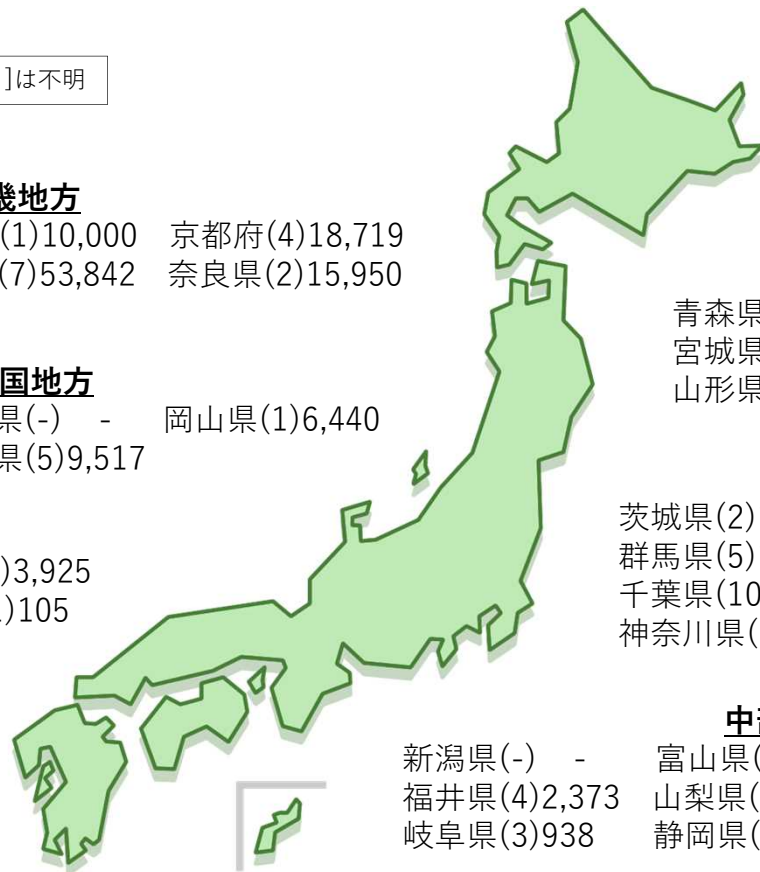 ]は不明
畿地方
(1)10,000 京都府(4)18,719
(7)53,842 奈良県(2)15,950
国地方
県(-) - 岡山県(1)6,440
県(5)9,517
)3,925
)105
青森県
宮城県
山形県
茨城県(2)
群馬県(5)
千葉県(10
神奈川県(
中
新潟県(-) - 富山県(
福井県(4)2,373 山梨県(
岐阜県(3)938 静岡県(